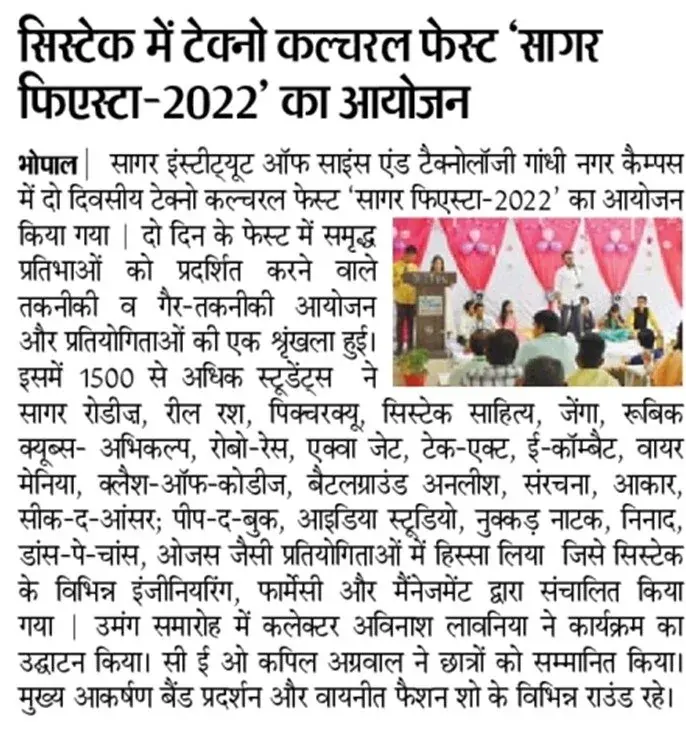 सिस्टेक में टेक्नो कल्चरल फेस्ट ‘सागर
फिएस्टा-2022’ का आयोजन
भोपाल| सागर इंस्टीट्यूट ऑफ साइंस एंड टैक्नोलॉजी गांधी नगर कैम्पस
में दो दिवसीय टेक्नो कल्चरल फेस्ट ‘सागर फिएस्टा-2022’ का आयोजन
किया गया | दो दिन के फेस्ट में समृद्ध
प्रतिभाओं को प्रदर्शित करने वाले
तकनीकी व गैर-तकनीकी आयोजन
और प्रतियोगिताओं की एक श्रृंखला हुई।
इसमें 1500 से अधिक स्टूडेंट्स ने
सागर रोडीज़, रील रश, पिक्चरक्यू, सिस्टेक साहित्य, जेंगा, रूबिक
क्यूब्स- अभिकल्प, रोबो-रेस, एक्वा जेट, टेक-एक्ट, ई-कॉम्बैट, वायर
मेनिया, क्लैश-ऑफ-कोडीज, बैटलग्राउंड अनलीश, संरचना, आकार,
सीक-द-आंसर; पीप-द-बुक, आइडिया स्टूडियो, नुक्कड़ नाटक, निनाद,
डांस-पे-चांस, ओजस जैसी प्रतियोगिताओं में हिस्सा लिया जिसे सिस्टेक
के विभिन्न इंजीनियरिंग, फार्मेसी और मैंनेजमेंट द्वारा संचालित किया
गया | उमंग समारोह में कलेक्टर अविनाश लावनिया ने कार्यक्रम का
उद्घाटन किया। सी ई ओ कपिल अग्रवाल ने छात्रों को सम्मानित किया।
मुख्य आकर्षण बैंड प्रदर्शन और वायनीत फैशन शो के विभिन्न राउंड रहे।